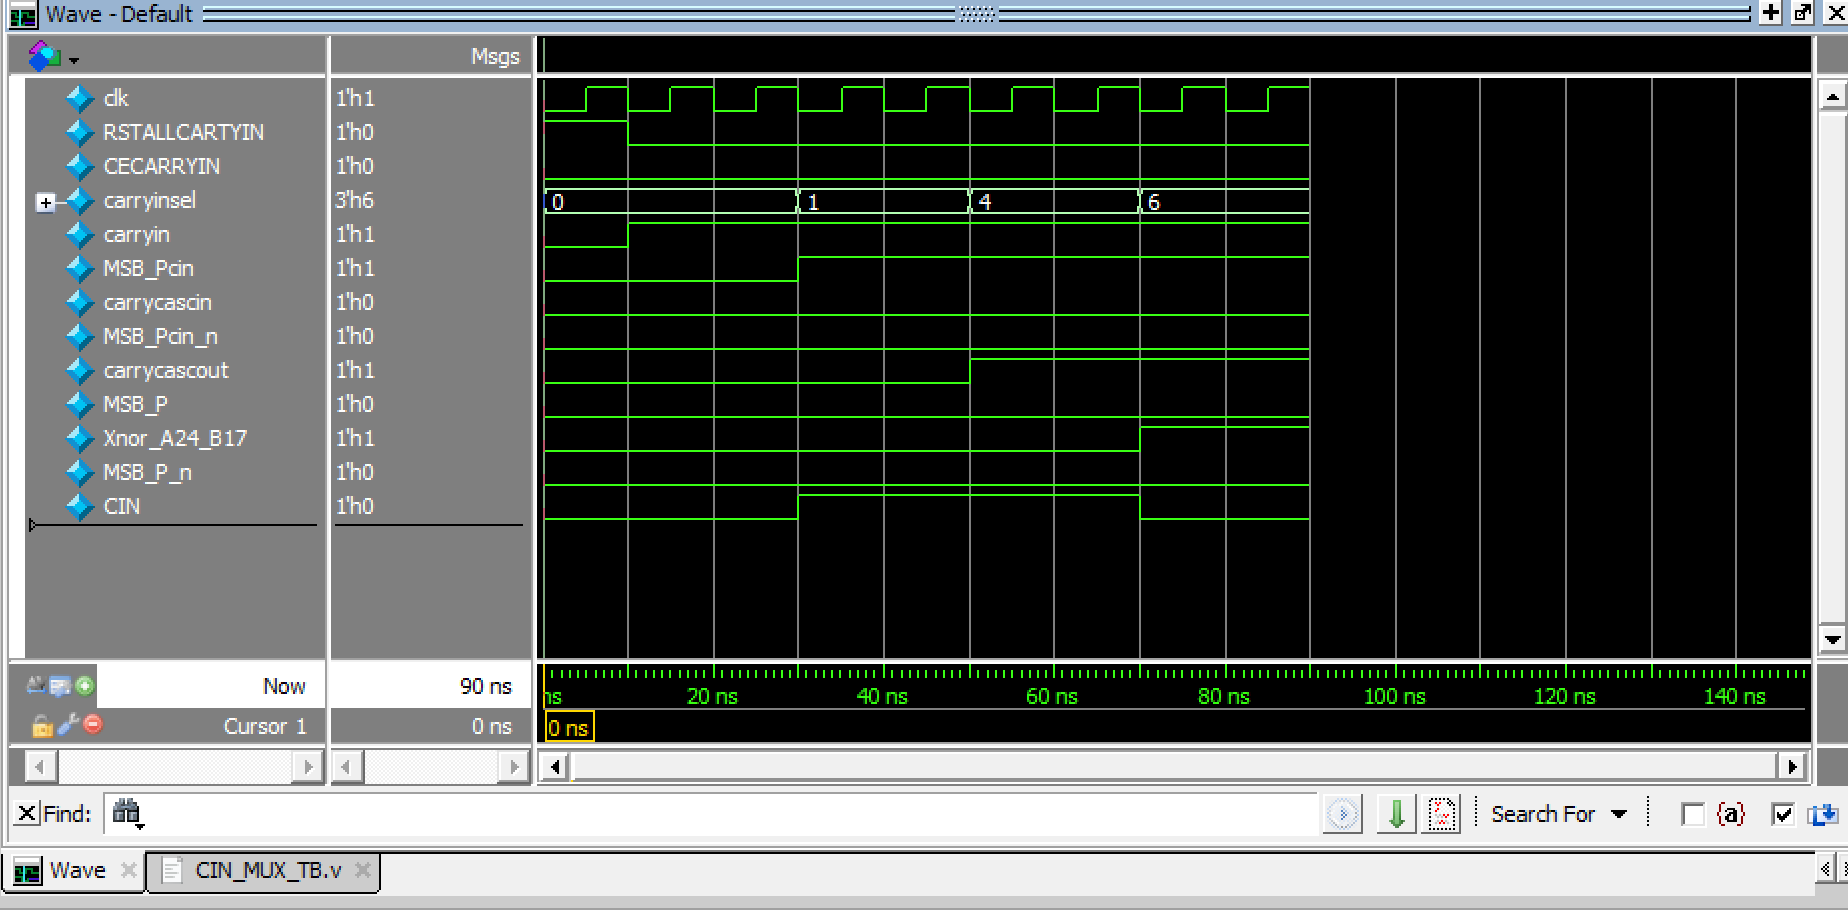 Wave - Default
Msgs
clk 1'h1
RSTALLCARTYIN 1'h0
CECARRYIN 1'h0
carryinsel 3'h6 0 1 4 6
carryin 1'h1
MSB_Pcin 1'h1
carrycascin 1'h0
MSB_Pcin_n 1'h0
carrycascout 1'h1
MSB_P 1'h0
Xnor_A24_B17 1'h1
MSB_P_n 1'h0
CIN 1'h0
Now 90 ns ns 20 ns 40 ns 60 ns 80 ns 100 ns 120 ns 140 ns
Cursor 1 0 ns 0 ns
Find: Search For {a}
Wave CIN_MUX_TB.v